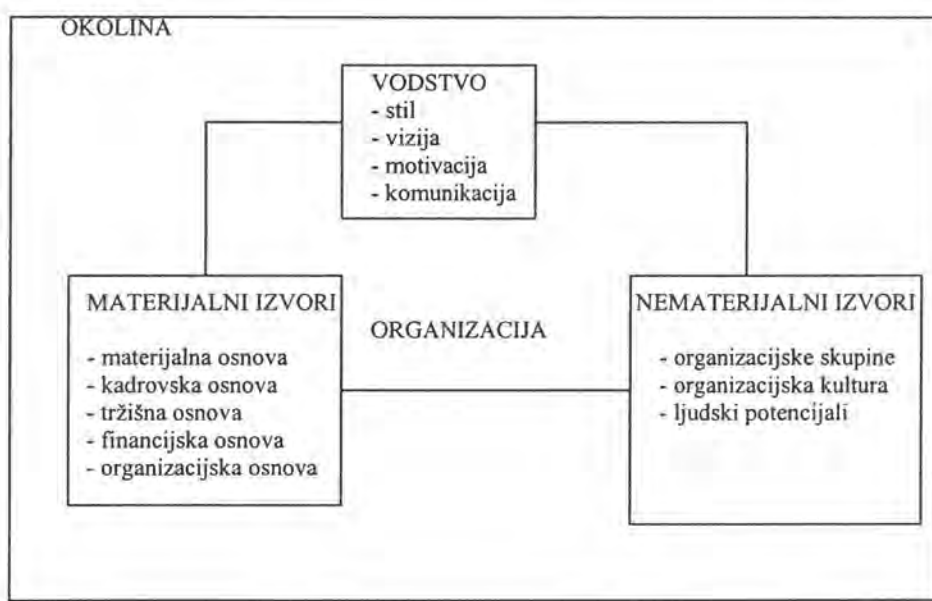 OKOLINA
VODSTVO
- stil
- vizija
- motivacija
- komunikacija
MATERIJALNI IZVORI
- materijalna osnova
- kadrovska osnova
- tržišna osnova
- financijska osnova
- organizacijska osnova
ORGANIZACIJA
NEMATERIJALNI IZVORI
- organizacijske skupine
- organizacijska kultura
- ljudski potencijali